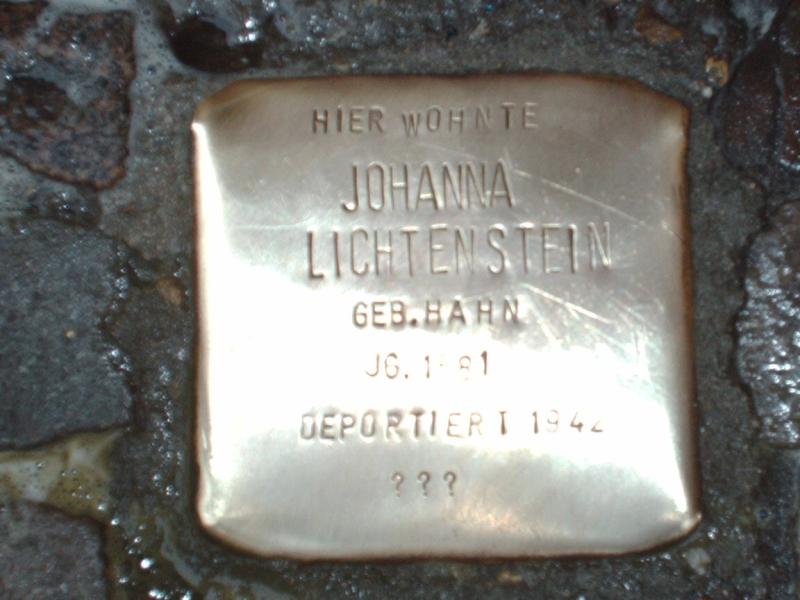 HIER WOHNTE
JOHANNA
LICHTENSTEIN
GEB. HAHN
JG.
DEPORTIERT 1942
???